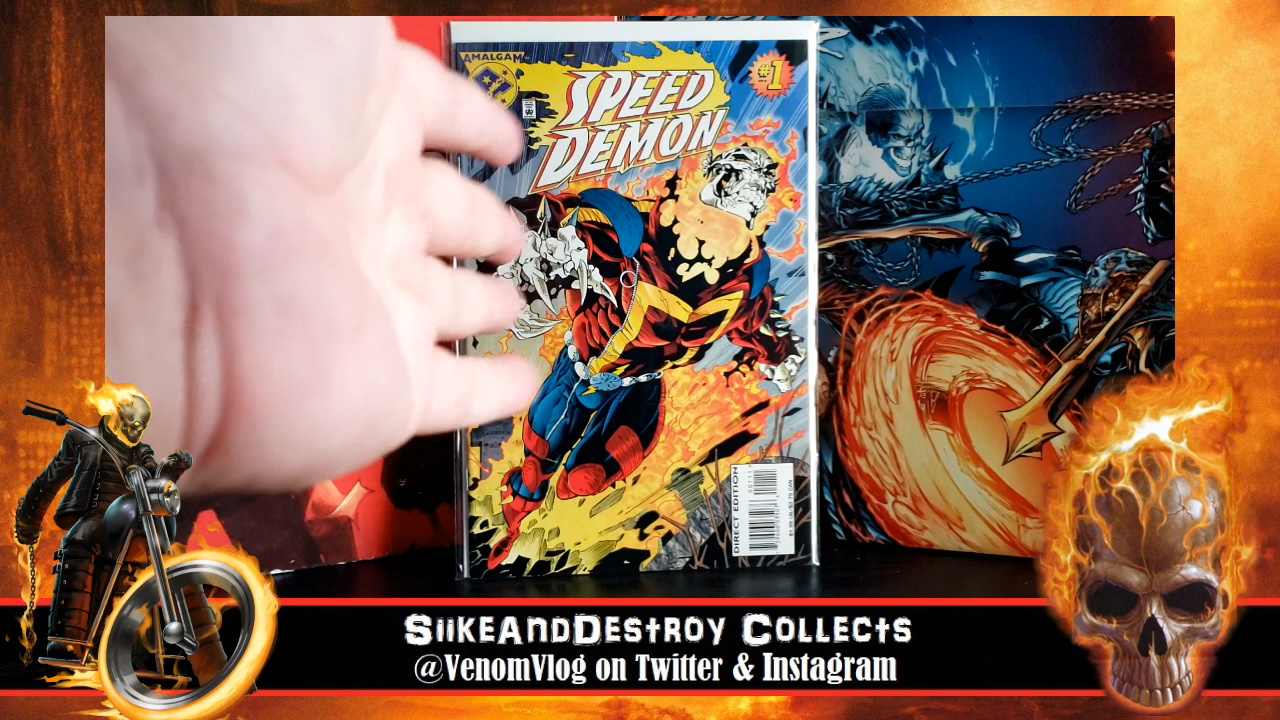 AMALGAM
#1
SPEED
DEMON
DIRECT EDITION
SiiKEAndDEStROY COLLECtS
@VenomVlog on Twitter & Instagram